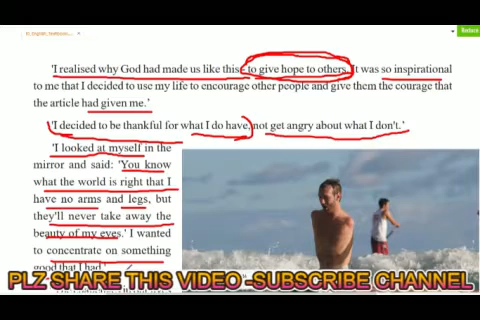 'I realised why God had made us like this - to give hope to others. It was so inspirational
to me that I decided to use my life to encourage other people and give them the courage that
the article had given me.'
'I decided to be thankful for what I do have, not get angry about what I don't.'
'I looked at myself in the
mirror and said: 'You know
what the world is right that I
have no arms and legs, but
they'll never take away the
beauty of my eyes.' I wanted
to concentrate on something
good that I had.'
PLZ SHARE THIS VIDEO -SUBSCRIBE CHANNEL